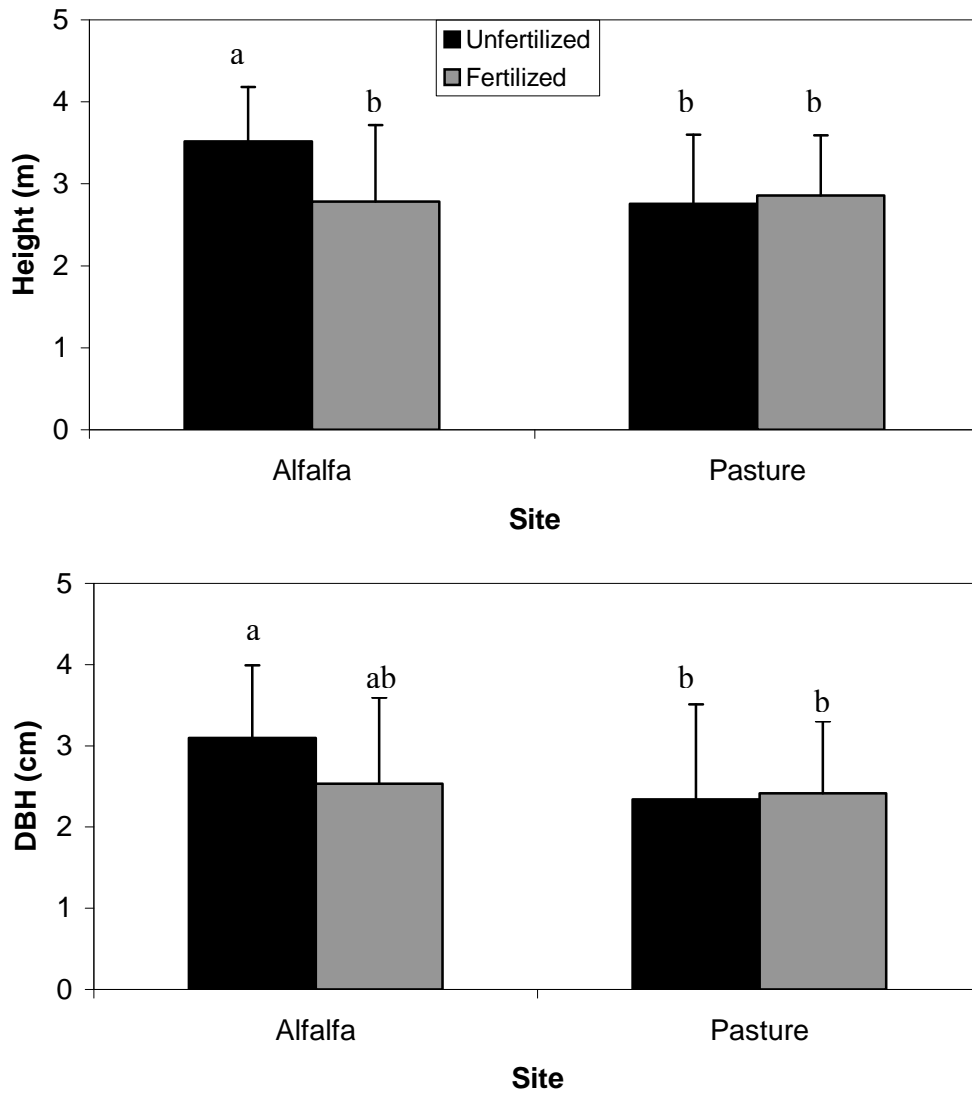 5
Unfertilized
Fertilized
a
b
b
b
4
3
2
1
0
Height (m)
Alfalfa
Pasture
Site
5
a
ab
b
b
4
3
2
1
0
DBH (cm)
Alfalfa
Pasture
Site